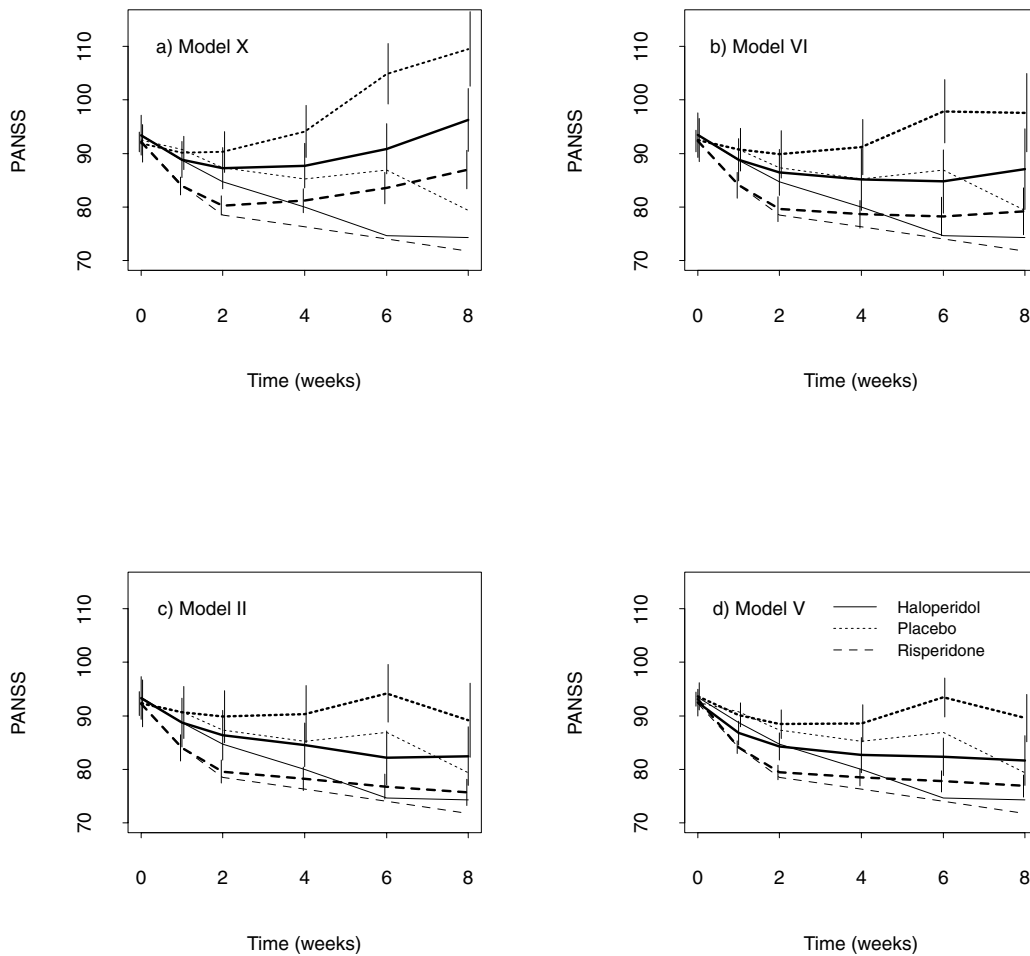 a) Model X
PANSS
70 80 90 100 110
0 2 4 6 8
Time (weeks)
b) Model VI
PANSS
70 80 90 100 110
0 2 4 6 8
Time (weeks)
c) Model II
PANSS
70 80 90 100 110
0 2 4 6 8
Time (weeks)
d) Model V
Haloperidol
Placebo
Risperidone
PANSS
70 80 90 100 110
0 2 4 6 8
Time (weeks)